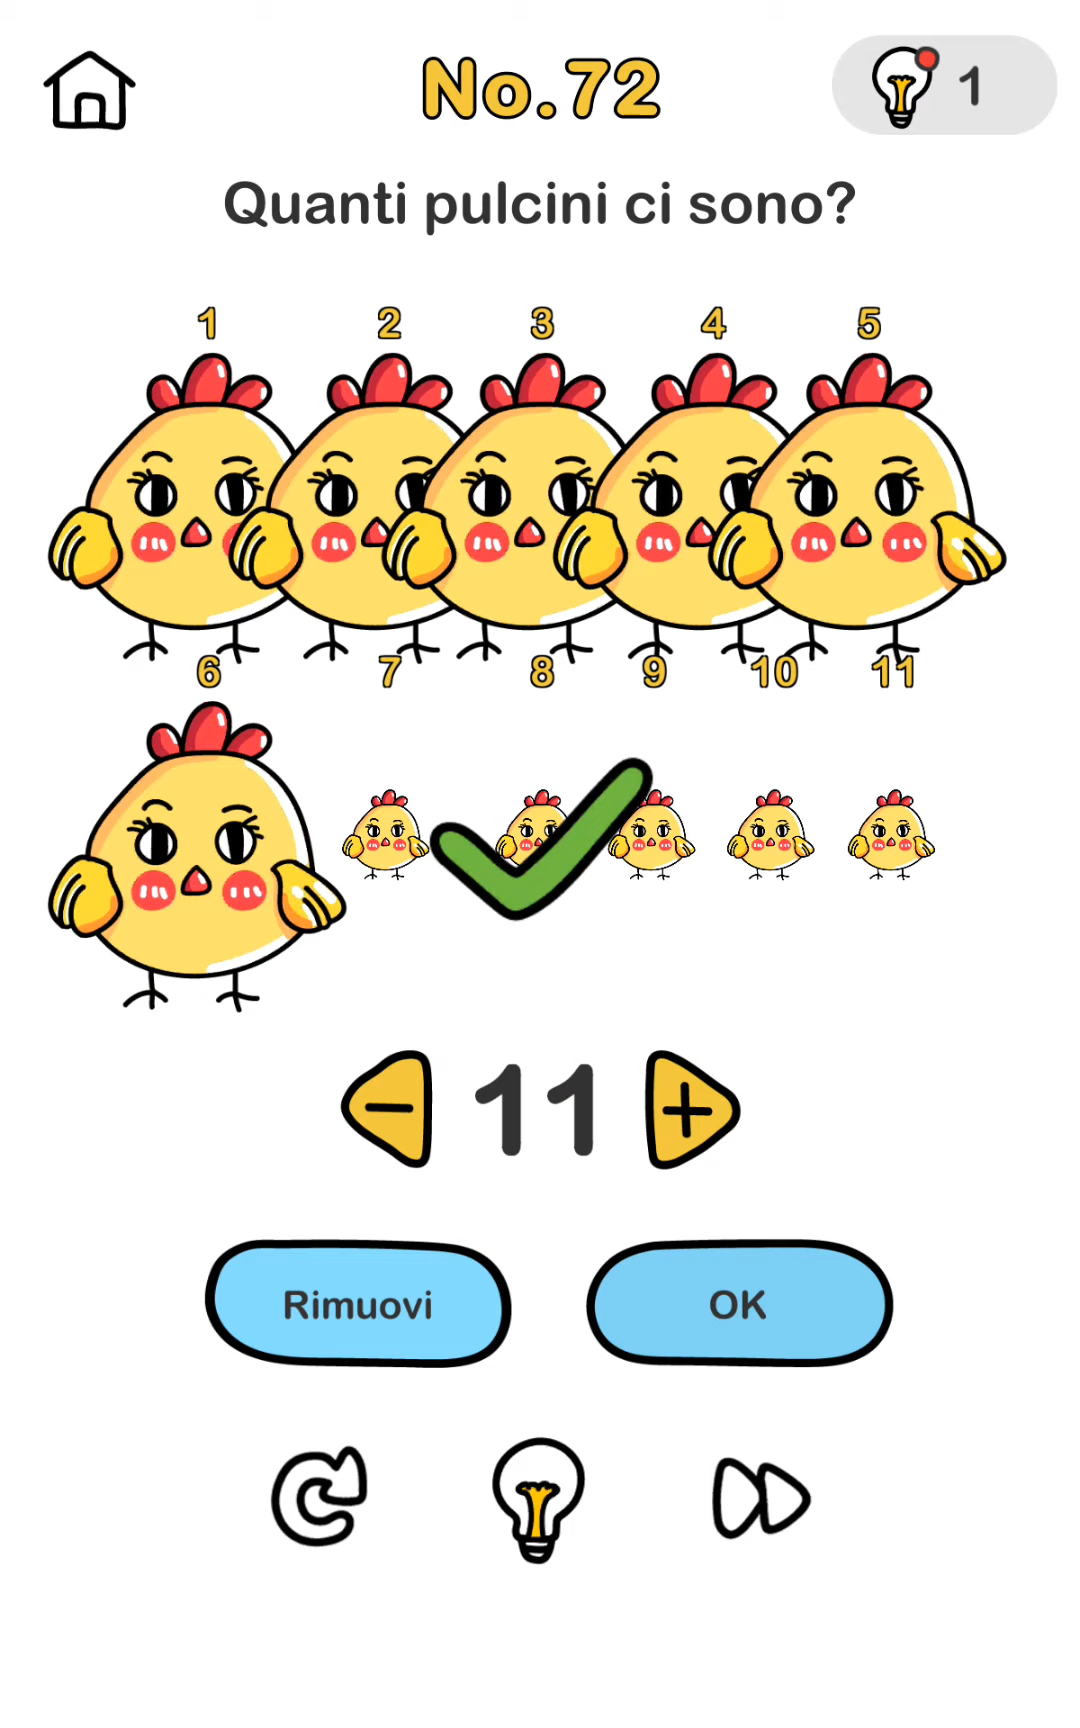 No.72
1
Quanti pulcini ci sono?
1 2 3 4 5
6 7 8 9 10 11
11
Rimuovi OK